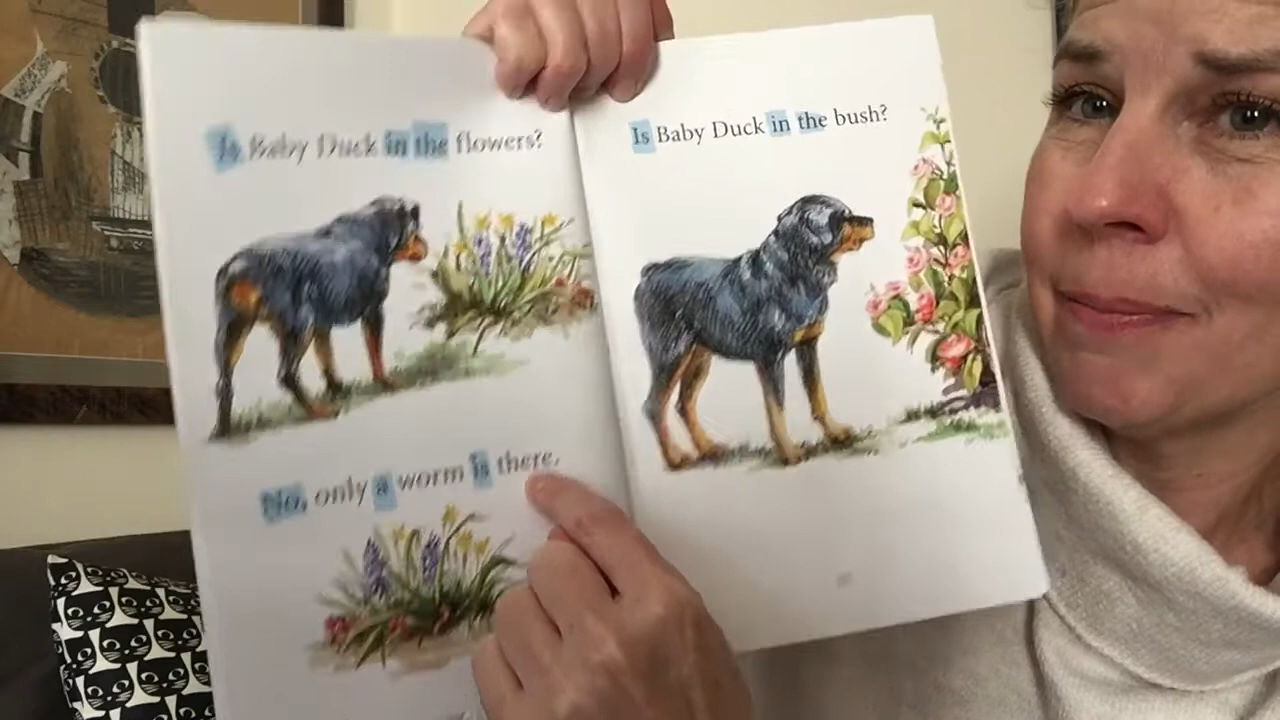 Is Baby Duck in the flowers?
No, only a worm is there.
Is Baby Duck in the bush?